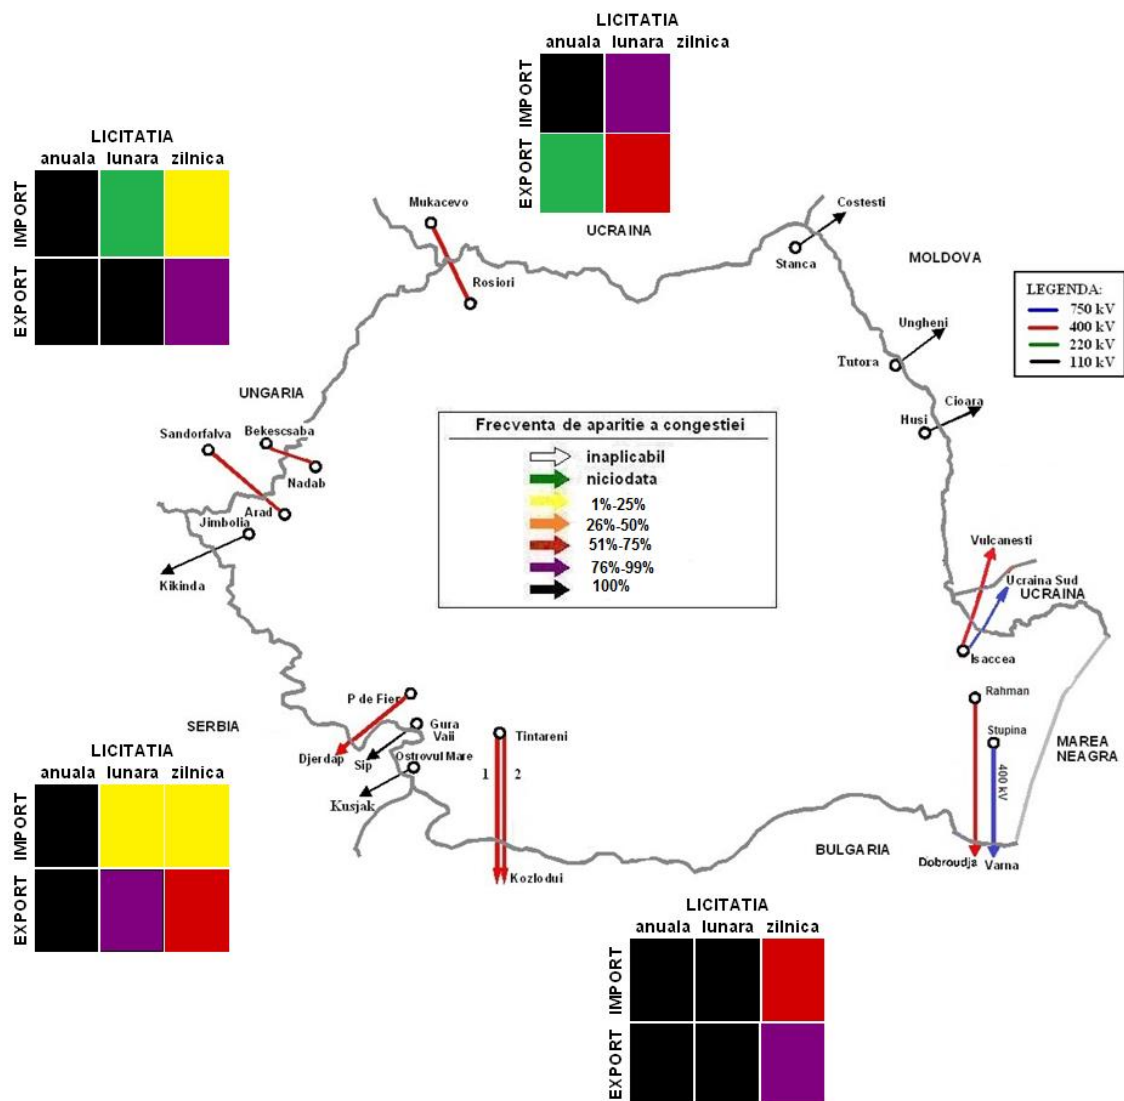 LICITATIA
anuala lunara zilnica
IMPORT
EXPORT
UCRAINA
LICITATIA
anuala lunara zilnica
IMPORT
EXPORT
UNGARIA
Mukacevo
Rosiori
Costesti
Stanca
MOLDOVA
Ungheni
Tutora
Cioara
Husi
LEGENDA:
750 kV
400 kV
220 kV
110 kV
Sandorfalva
Bekescsaba
Nadab
Arad
Jimbolia
Kikinda
Frecventa de aparitie a congestiei
inaplicabil
niciodata
1%-25%
26%-50%
51%-75%
76%-99%
100%
Vulcanesti
Ucraina Sud
UCRAINA
Isaccea
Rahman
Stupina
400 kV
MAREA
NEAGRA
P de Fier
Gura
Vaii
SERBIA
Djerdap
Sip
Ostrovul Mare
Kusjak
Tintareni
1 2
Kozlodui
BULGARIA
Dobroudja Varna
LICITATIA
anuala lunara zilnica
IMPORT
EXPORT
LICITATIA
anuala lunara zilnica
IMPORT
EXPORT